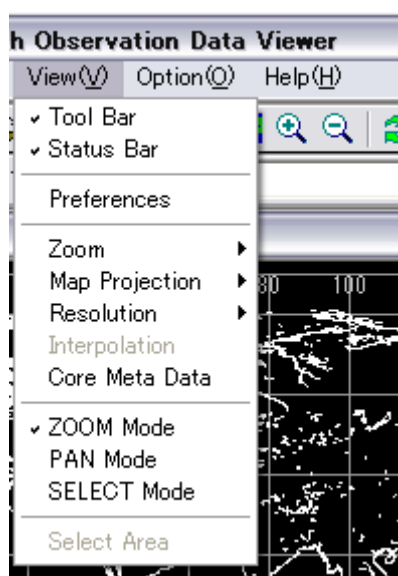 h Observation Data Viewer
View(V) Option(O) Help(H)
Tool Bar
Status Bar
Preferences
Zoom
Map Projection
Resolution
Interpolation
Core Meta Data
ZOOM Mode
PAN Mode
SELECT Mode
Select Area
80 100